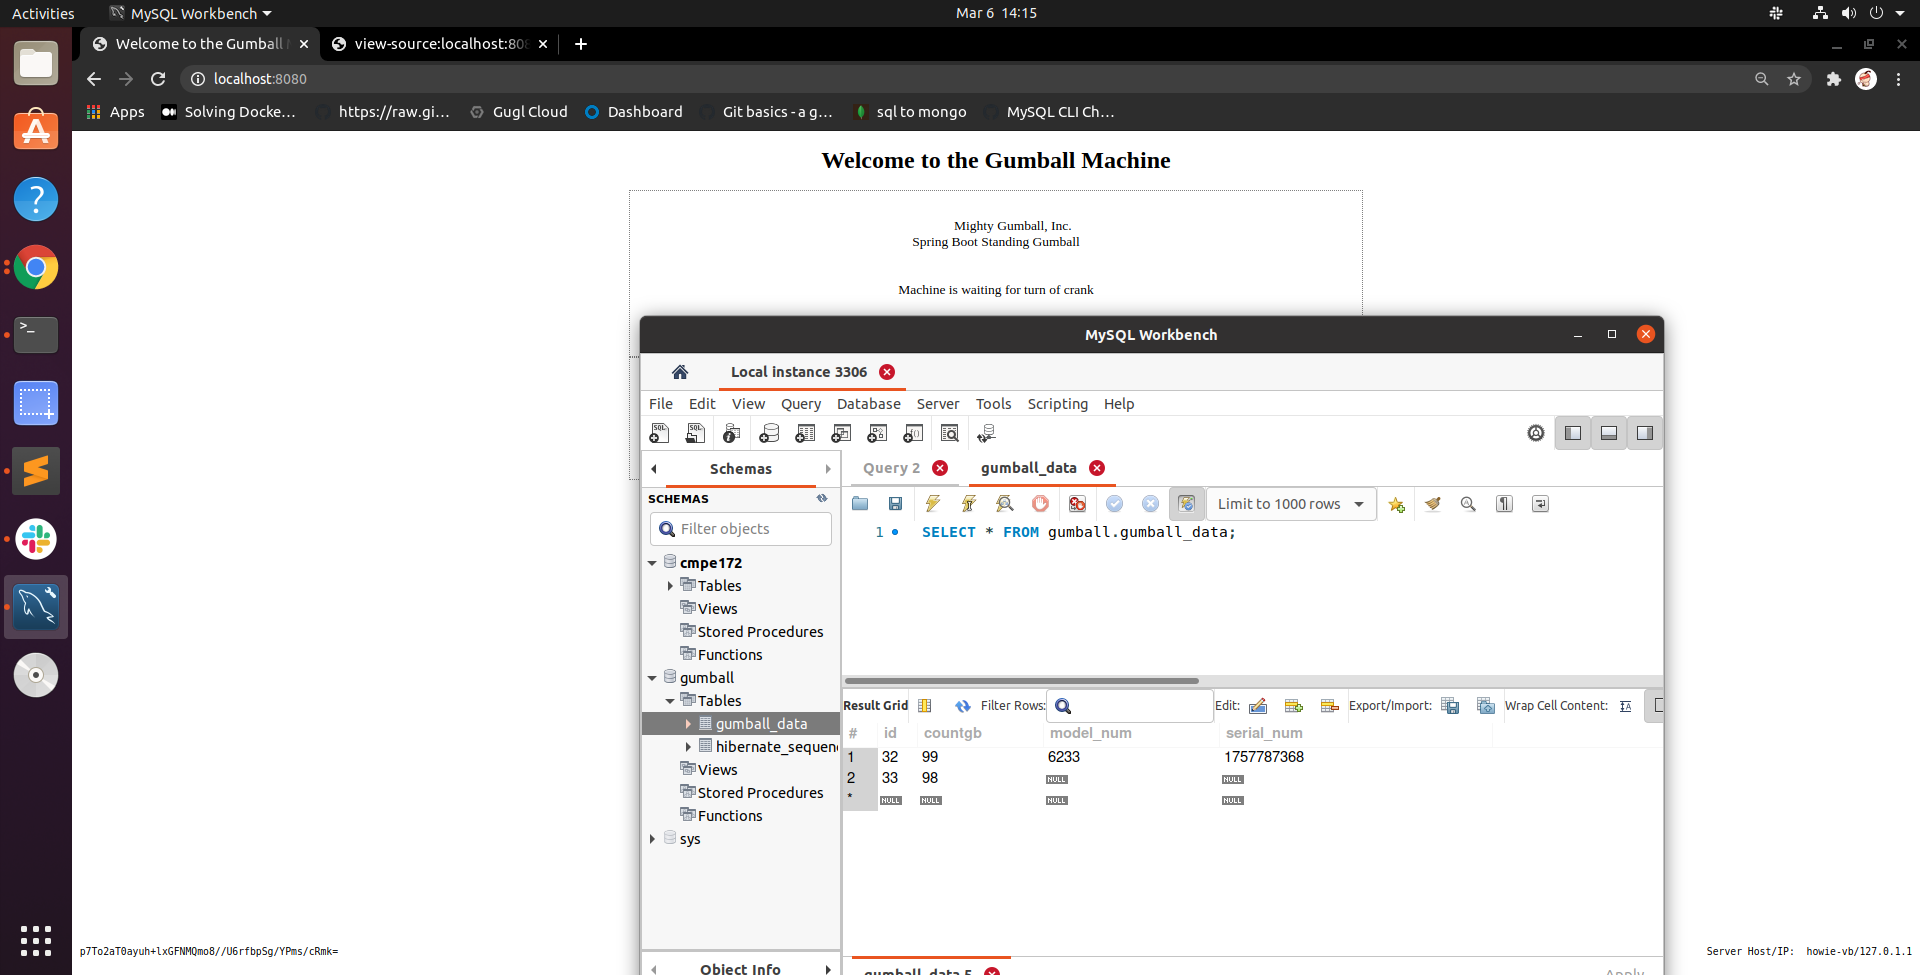 Activities
MySQL Workbench
Mar 6 14:15
Welcome to the Gumball
view-source:localhost:808
localhost:8080
Apps
Solving Docke...
https://raw.gi...
Gugl Cloud
Dashboard
Git basics - a g...
sql to mongo
MySQL CLI Ch...
Welcome to the Gumball Machine
Mighty Gumball, Inc.
Spring Boot Standing Gumball
Machine is waiting for turn of crank
MySQL Workbench
Local instance 3306
File Edit View Query Database Server Tools Scripting Help
Schemas
Query 2
gumball_data
SCHEMAS
Filter objects
Limit to 1000 rows
1 SELECT * FROM gumball.gumball_data;
cmpe172
Tables
Views
Stored Procedures
Functions
gumball
Tables
gumball_data
hibernate_sequen
Views
Stored Procedures
Functions
sys
Result Grid
Filter Rows:
Edit:
Export/Import:
Wrap Cell Content:
# id countgb model_num serial_num
1 32 99 6233 1757787368
2 33 98 NULL NULL
* NULL NULL NULL NULL
p7To2aT0ayuh+lxGFNMQmo8//U6rfbpSg/YPms/cRmk=
Server Host/IP: howie-vb/127.0.1.1
Object Info
gumball_data 5
Apply